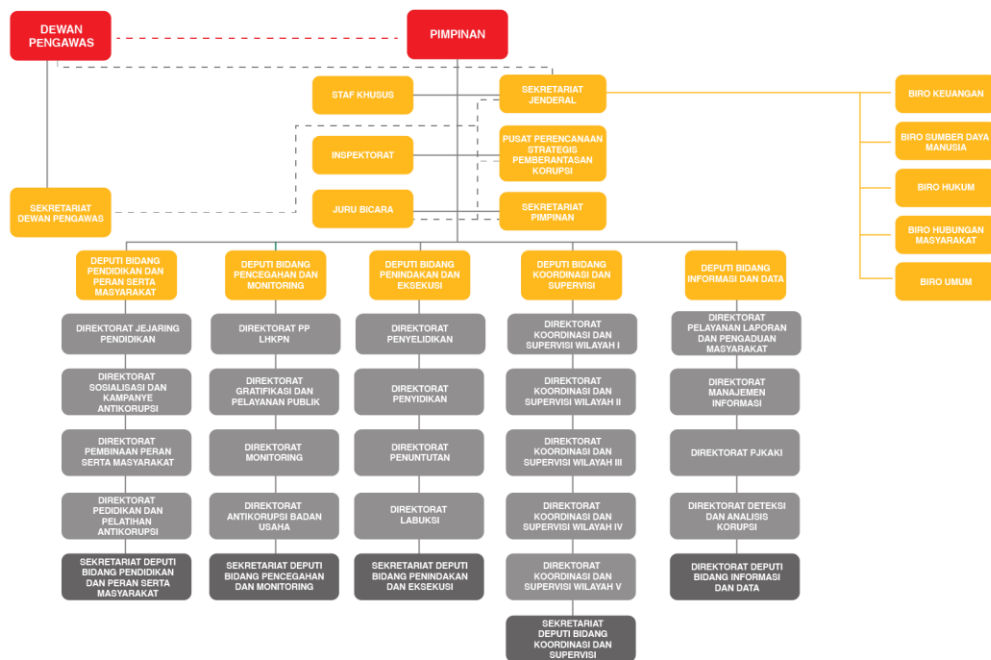 DEWAN
PENGAWAS
PIMPINAN
STAF KHUSUS
SEKRETARIAT
JENDERAL
BIRO KEUANGAN
BIRO SUMBER DAYA
MANUSIA
BIRO HUKUM
BIRO HUBUNGAN
MASYARAKAT
BIRO UMUM
INSPEKTORAT
PUSAT PERENCANAAN
STRATEGIS
PEMBERANTASAN
KORUPSI
SEKRETARIAT
DEWAN PENGAWAS
JURU BICARA
SEKRETARIAT
PIMPINAN
DEPUTI BIDANG
PENDIDIKAN DAN
PERAN SERTA
MASYARAKAT
DIREKTORAT JEJARING
PENDIDIKAN
DIREKTORAT
SOSIALISASI DAN
KAMPANYE
ANTIKORUPSI
DIREKTORAT
PEMBINAAN PERAN
SERTA MASYARAKAT
DIREKTORAT
PEDIDIKAN DAN
PELATIHAN
ANTIKORUPSI
SEKRETARIAT DEPUTI
BIDANG PENDIDIKAN
DAN PERAN SERTA
MASYARAKAT
DEPUTI BIDANG
PENCEGAHAN DAN
MONITORING
DIREKTORAT PP
LHKPN
DIREKTORAT
GRATIFIKASI DAN
PELAYANAN PUBLIK
DIREKTORAT
MONITORING
DIREKTORAT
ANTIKORUPSI BADAN
USAHA
SEKRETARIAT DEPUTI
BIDANG PENCEGAHAN
DAN MONITORING
DEPUTI BIDANG
PENINDAKAN DAN
EKSEKUSI
DIREKTORAT
PENYELIDIKAN
DIREKTORAT
PENYIDIKAN
DIREKTORAT
PENUNTUTAN
DIREKTORAT
LABUKSI
SEKRETARIAT DEPUTI
BIDANG PENINDAKAN
DAN EKSEKUSI
DEPUTI BIDANG
KOORDINASI DAN
SUPERVISI
DIREKTORAT
KOORDINASI DAN
SUPERVISI WILAYAH I
DIREKTORAT
KOORDINASI DAN
SUPERVISI WILAYAH II
DIREKTORAT
KOORDINASI DAN
SUPERVISI WILAYAH III
DIREKTORAT
KOORDINASI DAN
SUPERVISI WILAYAH IV
DIREKTORAT
KOORDINASI DAN
SUPERVISI WILAYAH V
SEKRETARIAT
DEPUTI BIDANG
KOORDINASI DAN
SUPERVISI
DEPUTI BIDANG
INFORMASI DAN DATA
DIREKTORAT
PELAYANAN LAPORAN
DAN PENGADUAN
MASYARAKAT
DIREKTORAT
MANAJEMEN
INFORMASI
DIREKTORAT PJKAKI
DIREKTORAT DETEKSI
DAN ANALISIS
KORUPSI
DIREKTORAT DEPUTI
BIDANG INFORMASI
DAN DATA